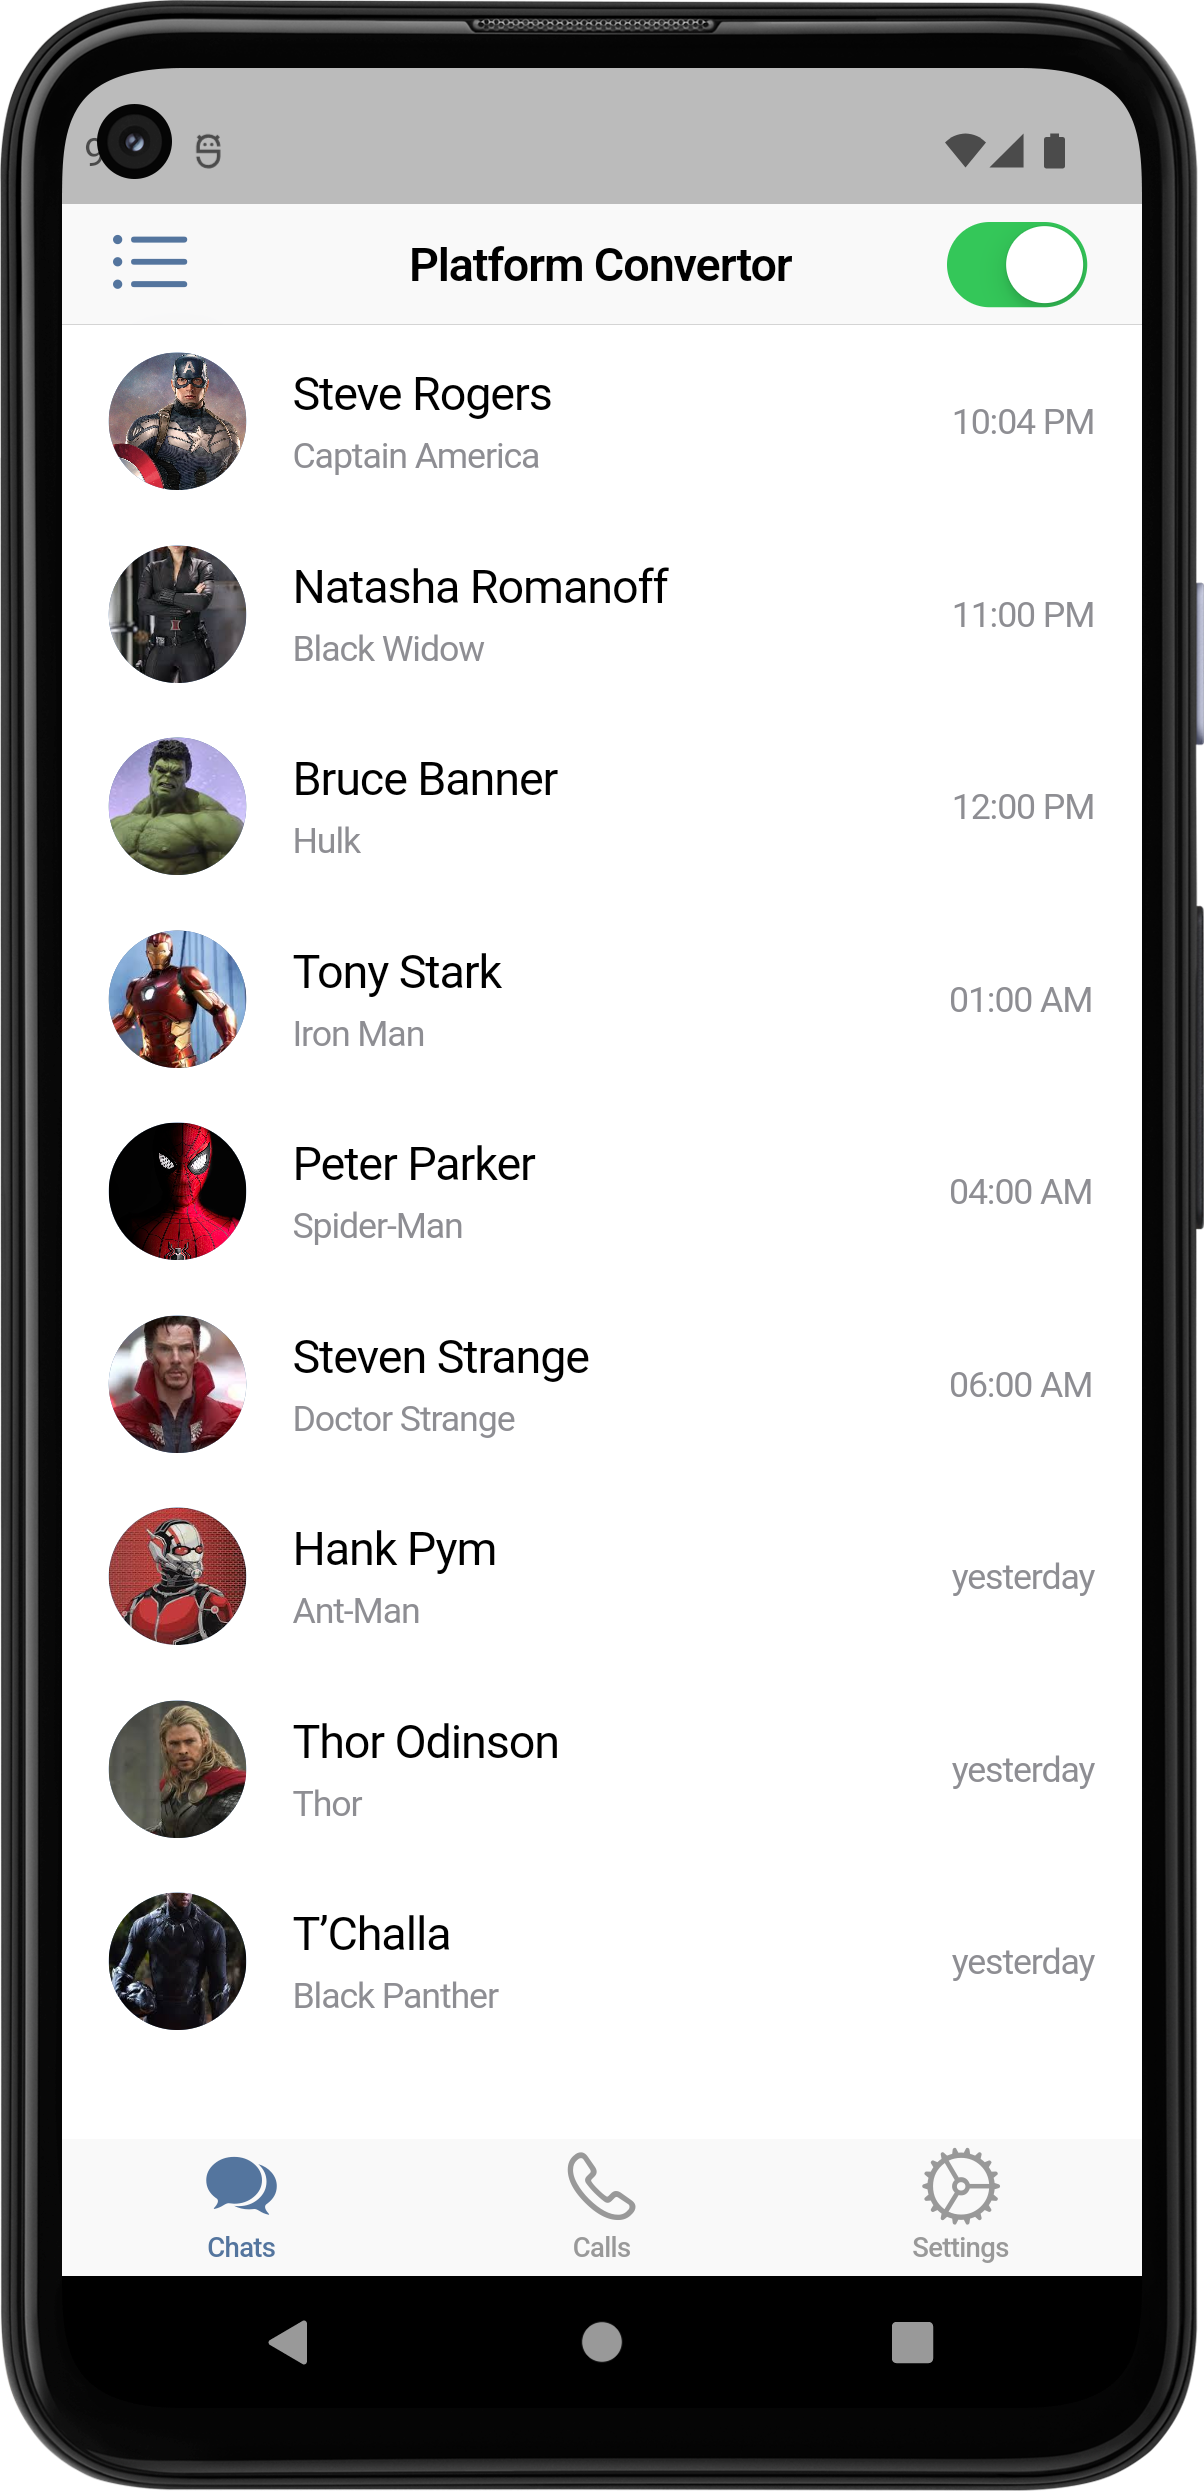 Platform Convertor
Steve Rogers
Captain America
10:04 PM
Natasha Romanoff
Black Widow
11:00 PM
Bruce Banner
Hulk
12:00 PM
Tony Stark
Iron Man
01:00 AM
Peter Parker
Spider-Man
04:00 AM
Steven Strange
Doctor Strange
06:00 AM
Hank Pym
Ant-Man
yesterday
Thor Odinson
Thor
yesterday
T’Challa
Black Panther
yesterday
Chats
Calls
Settings